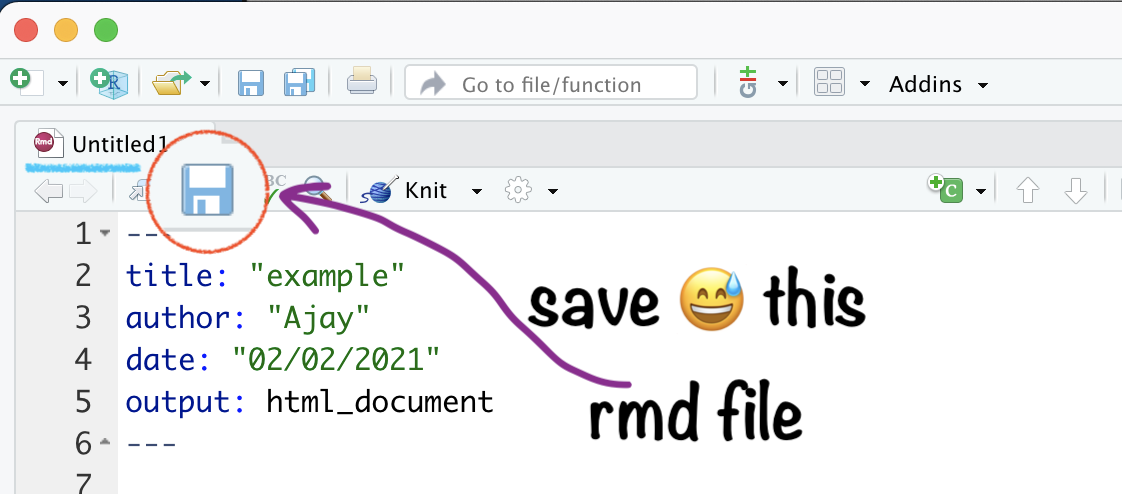 Go to file/function
Addins
Rmd
Untitled1
BC
Knit
C
1 ---
2 title: "example"
3 author: "Ajay"
4 date: "02/02/2021"
5 output: html_document
6 ---
7
save 😅 this
rmd file